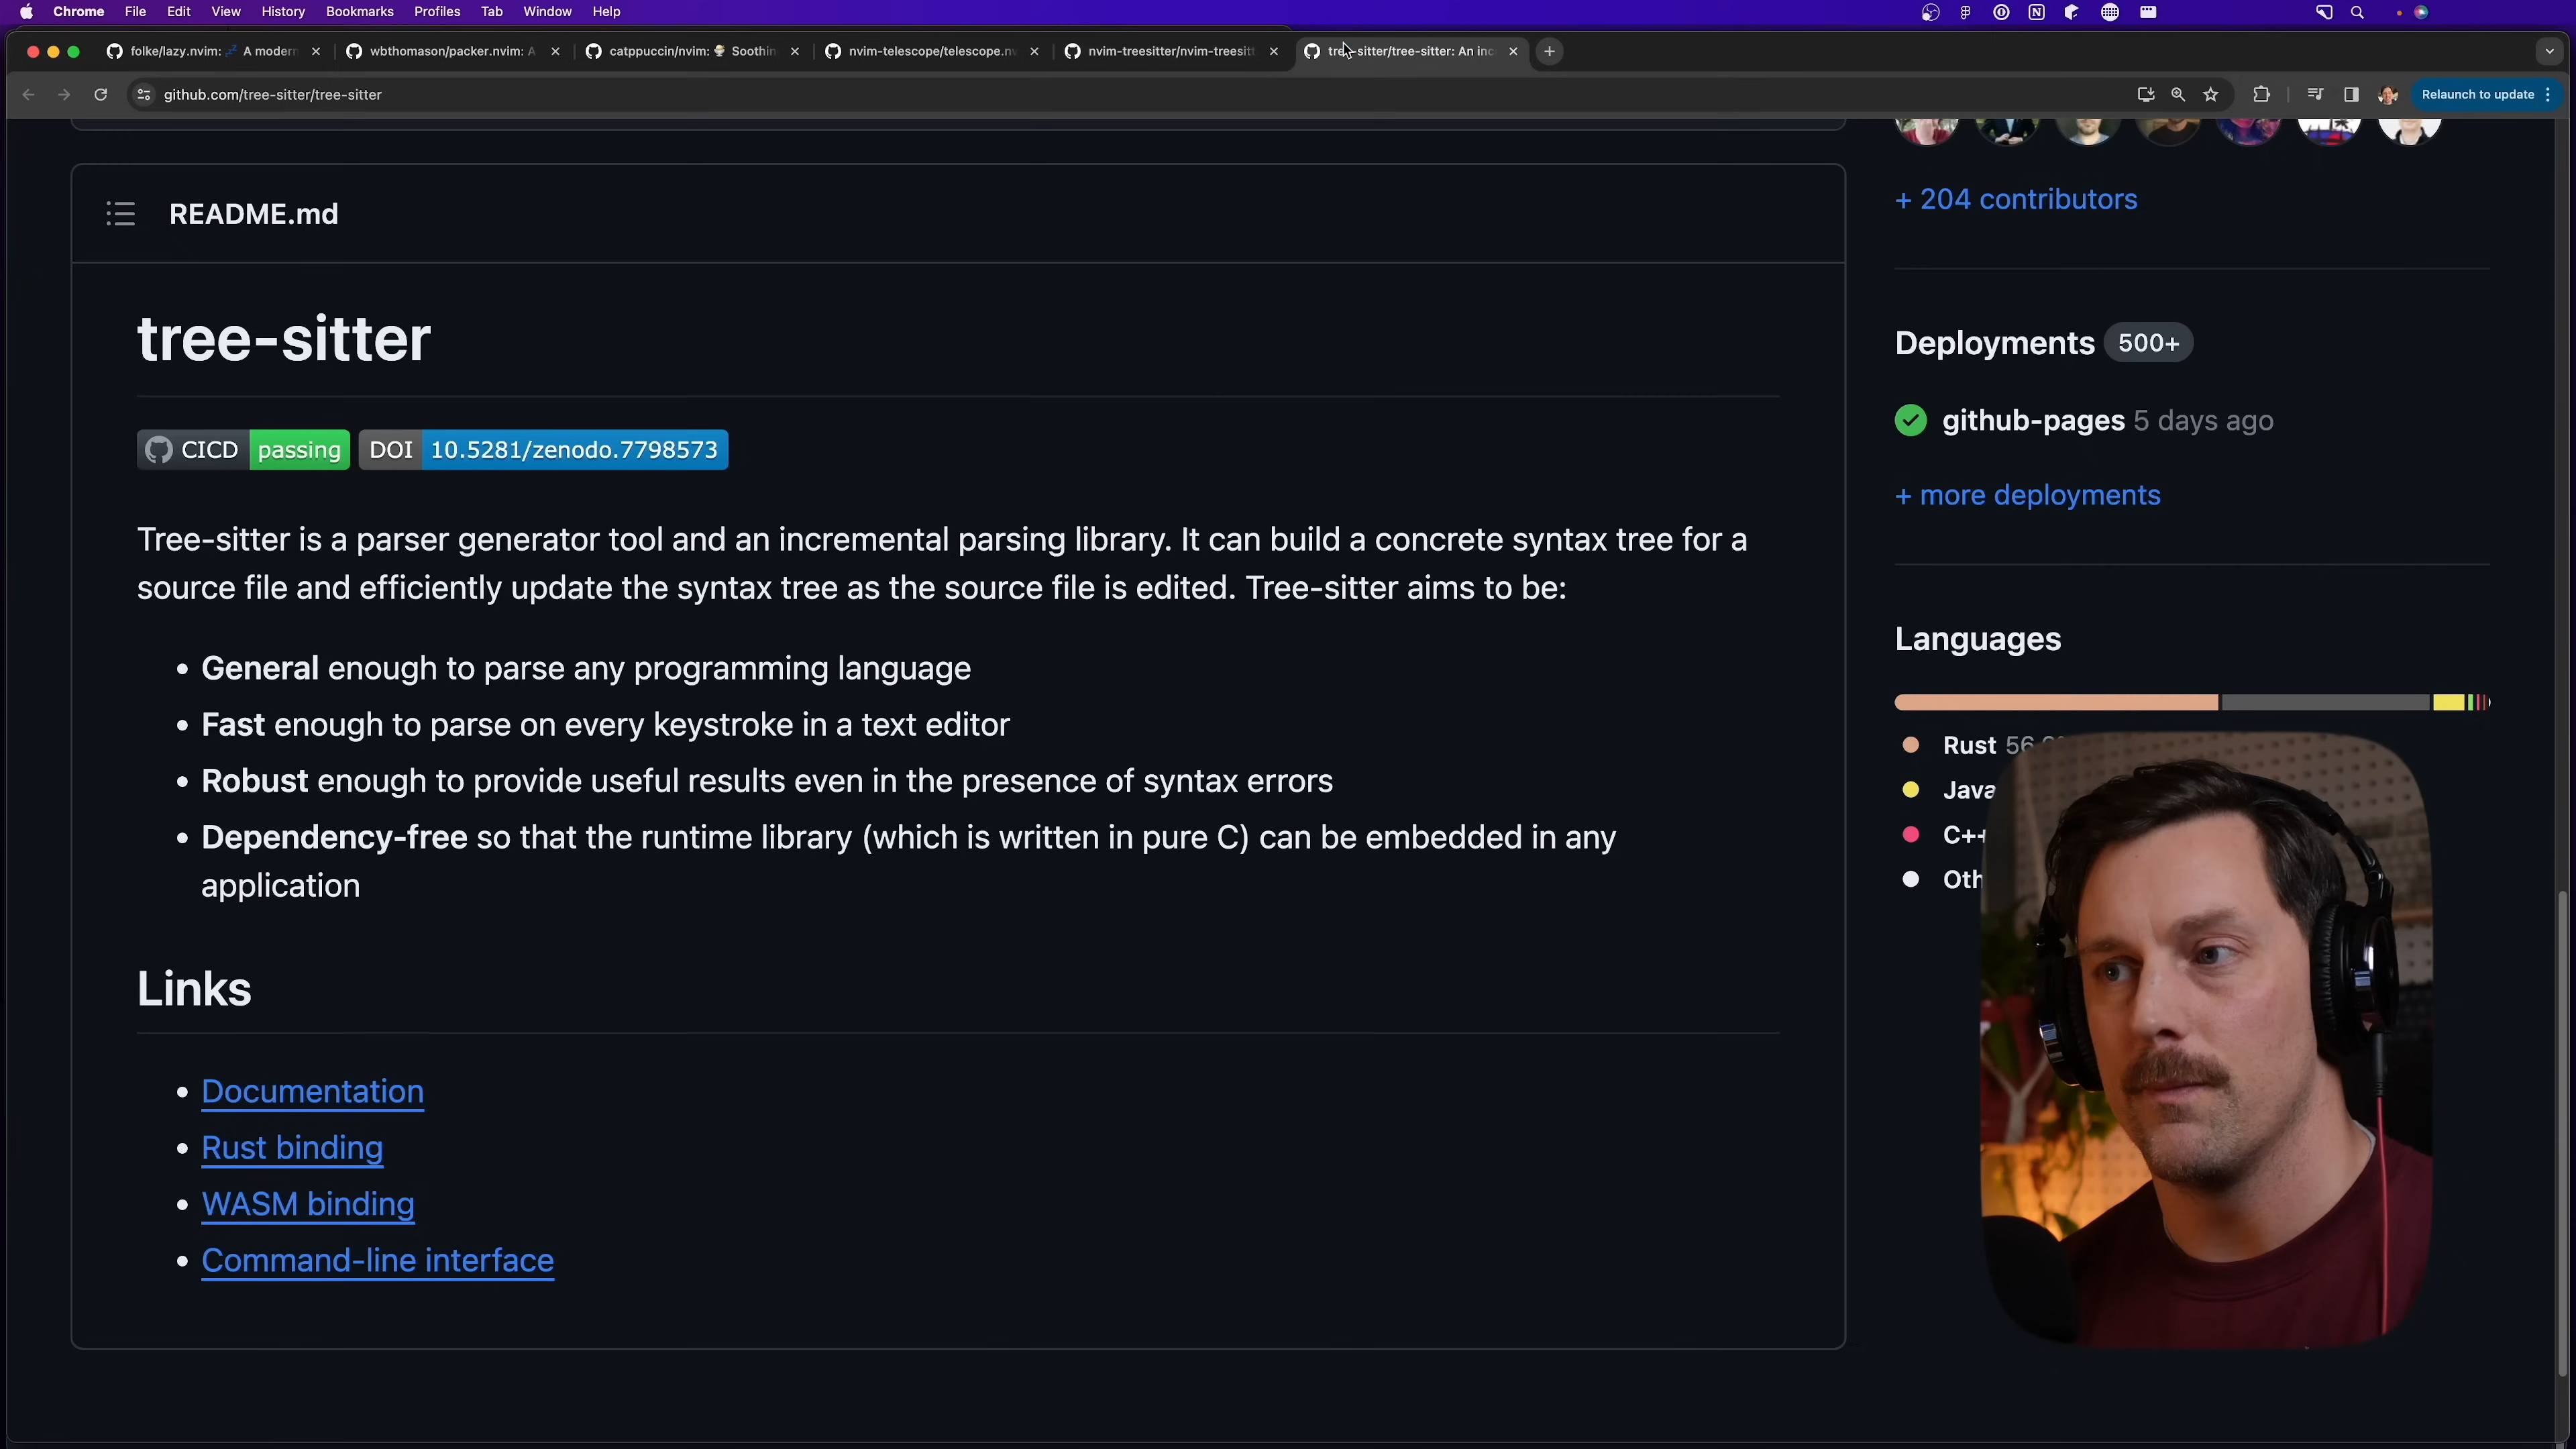 Chrome File Edit View History Bookmarks Profiles Tab Window Help
folke/lazy.nvim: 💤 A modern
wbthomason/packer.nvim: A
catppuccin/nvim: Soothin
nvim-telescope/telescope.nv
nvim-treesitter/nvim-treesitt
tree-sitter/tree-sitter: An inc
github.com/tree-sitter/tree-sitter
Relaunch to update
README.md
tree-sitter
CICD passing DOI 10.5281/zenodo.7798573
Tree-sitter is a parser generator tool and an incremental parsing library. It can build a concrete syntax tree for a
source file and efficiently update the syntax tree as the source file is edited. Tree-sitter aims to be:
• General enough to parse any programming language
• Fast enough to parse on every keystroke in a text editor
• Robust enough to provide useful results even in the presence of syntax errors
• Dependency-free so that the runtime library (which is written in pure C) can be embedded in any
application
Links
• Documentation
• Rust binding
• WASM binding
• Command-line interface
+ 204 contributors
Deployments 500+
github-pages 5 days ago
+ more deployments
Languages
Rust
Java
C++
Oth